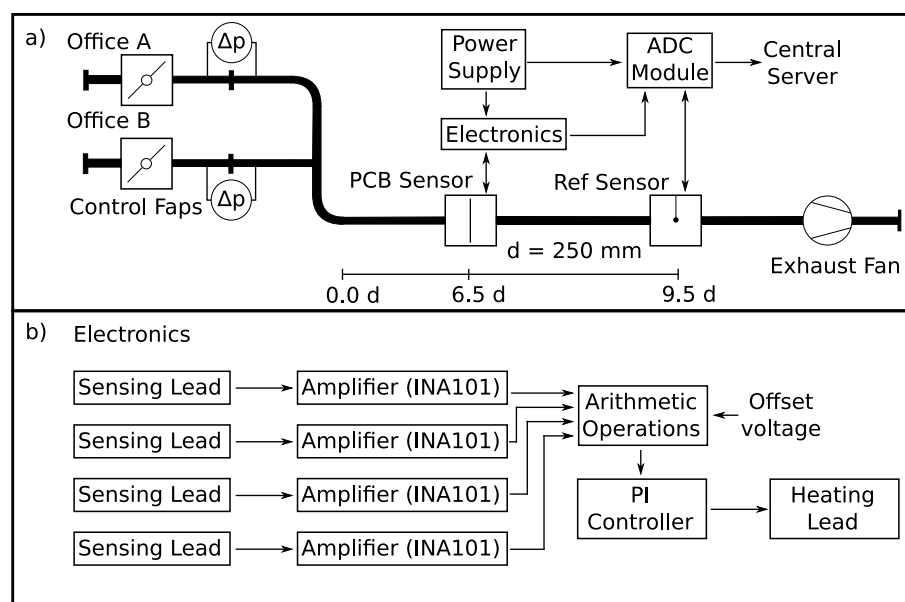 a)
Office A
Δp
Office B
Δp
Control Faps
Power
Supply
ADC
Module
Central
Server
Electronics
PCB Sensor
Ref Sensor
d = 250 mm
Exhaust Fan
0.0 d
6.5 d
9.5 d
b)
Electronics
Sensing Lead
Amplifier (INA101)
Sensing Lead
Amplifier (INA101)
Sensing Lead
Amplifier (INA101)
Sensing Lead
Amplifier (INA101)
Arithmetic
Operations
Offset
voltage
PI
Controller
Heating
Lead